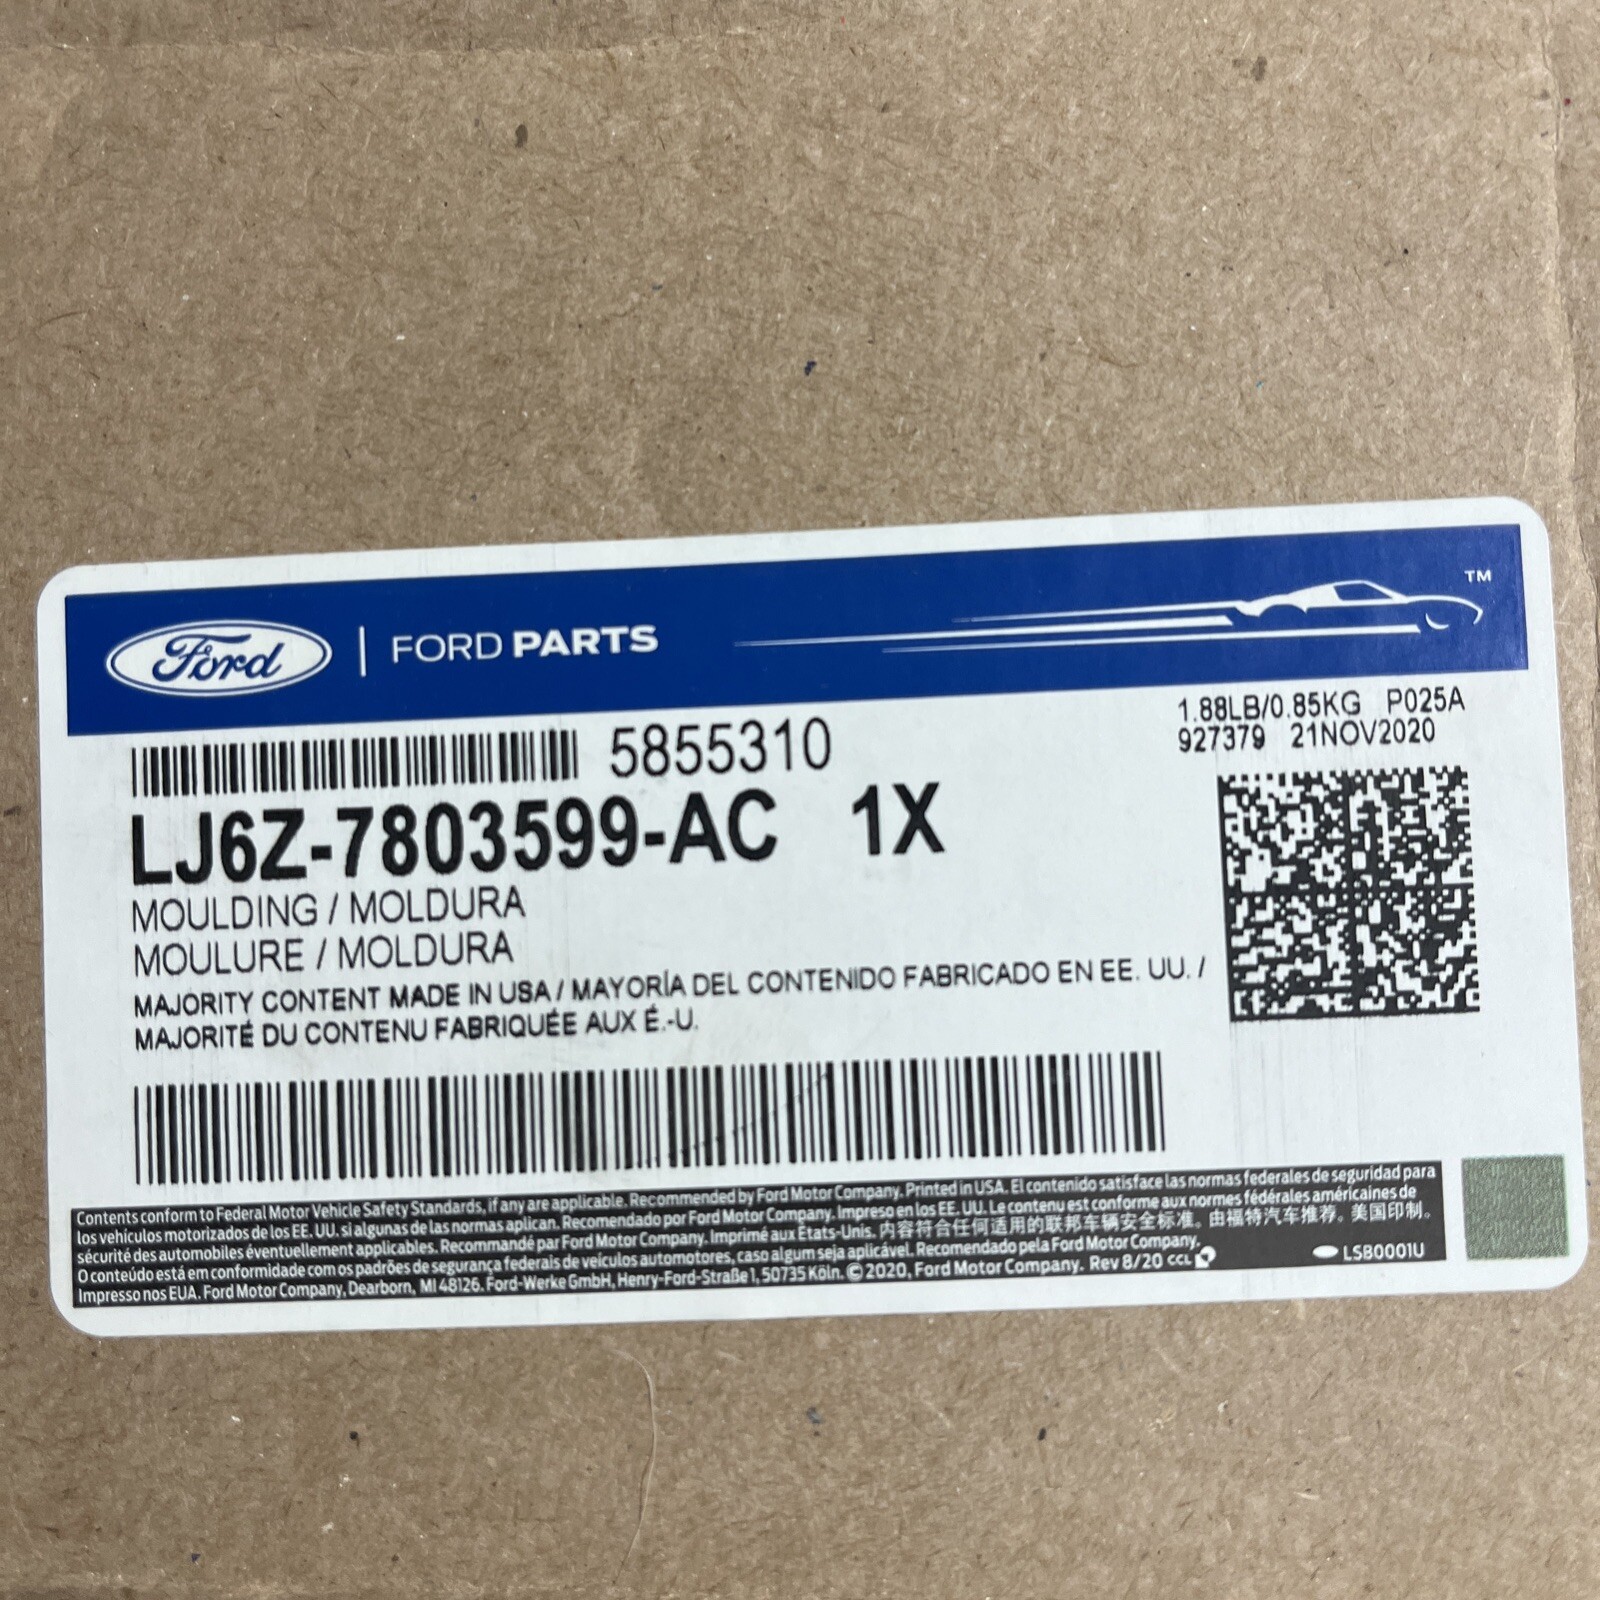 Ford | FORD PARTS
TM
1.88LB/0.85KG P025A
927379 21NOV2020
5855310
LJ6Z-7803599-AC 1X
MOULDING / MOLDURA
MOULURE / MOLDURA
MAJORITY CONTENT MADE IN USA / MAYORÍA DEL CONTENIDO FABRICADO EN EE. UU. /
MAJORITÉ DU CONTENU FABRIQUÉE AUX É.-U.
Contents conform to Federal Motor Vehicle Safety Standards, if any are applicable. Recommended by Ford Motor Company. Printed in USA. El contenido satisface las normas federales de seguridad para
los vehículos motorizados de los EE. UU. si algunas de las normas aplican. Recomendado por Ford Motor Company. Impreso en los EE. UU. Le contenu est conforme aux normes fédérales américaines de
sécurité des automobiles éventuellement applicables. Recommandé par Ford Motor Company. Imprimé aux États-Unis. 内容符合任何适用的联邦车辆安全标准。由福特汽车推荐。美国印制。
O conteúdo está em conformidade com os padrões de segurança federais de veículos automotores, caso algum seja aplicável. Recomendado pela Ford Motor Company.
Impresso nos EUA. Ford Motor Company, Dearborn, MI 48126. Ford-Werke GmbH, Henry-Ford-Straße 1, 50735 Köln. © 2020, Ford Motor Company. Rev 8/20 CCL
LSB0001U